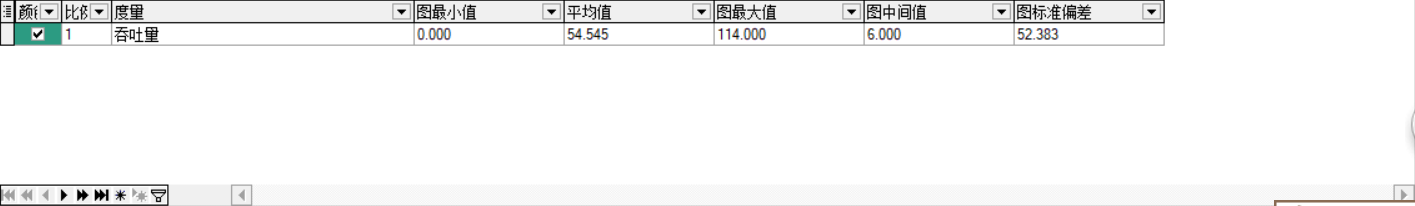 颜 比例 度量 图最小值 平均值 图最大值 图中间值 图标准偏差
1 吞吐量 0.000 54.545 114.000 6.000 52.383